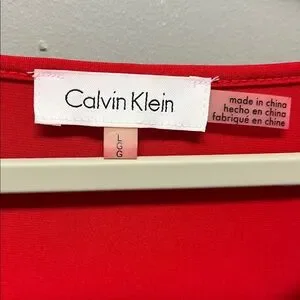 Calvin Klein
made in china
hecho en china
fabriqué en chine
L
G
G